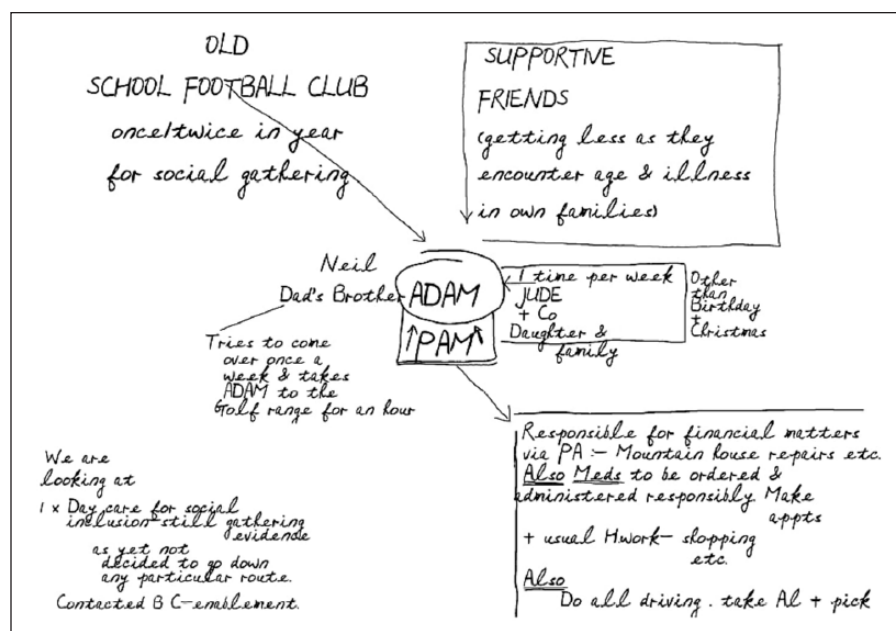 OLD
SCHOOL FOOTBALL CLUB
once/twice in year
for social gathering
SUPPORTIVE
FRIENDS
(getting less as they
encounter age & illness
in own families)
Neil
Dad's Brother
ADAM
PAM
1 time per week
JUDE
+ Co
Daughter &
family
Other
than
Birthday
+
Christmas
Tries to come
over once a
week & takes
ADAM to the
Golf range for an hour
We are
looking at
1 x Day care for social
inclusion-still gathering
evidence
as yet not
decided to go down
any particular route.
Contacted B C-enablement.
Responsible for financial matters
via PA :- Mountain house repairs etc.
Also Meds to be ordered &
administered responsibly Make
appts
+ usual H.work- shopping
etc.
Also
Do all driving. take Al + pick